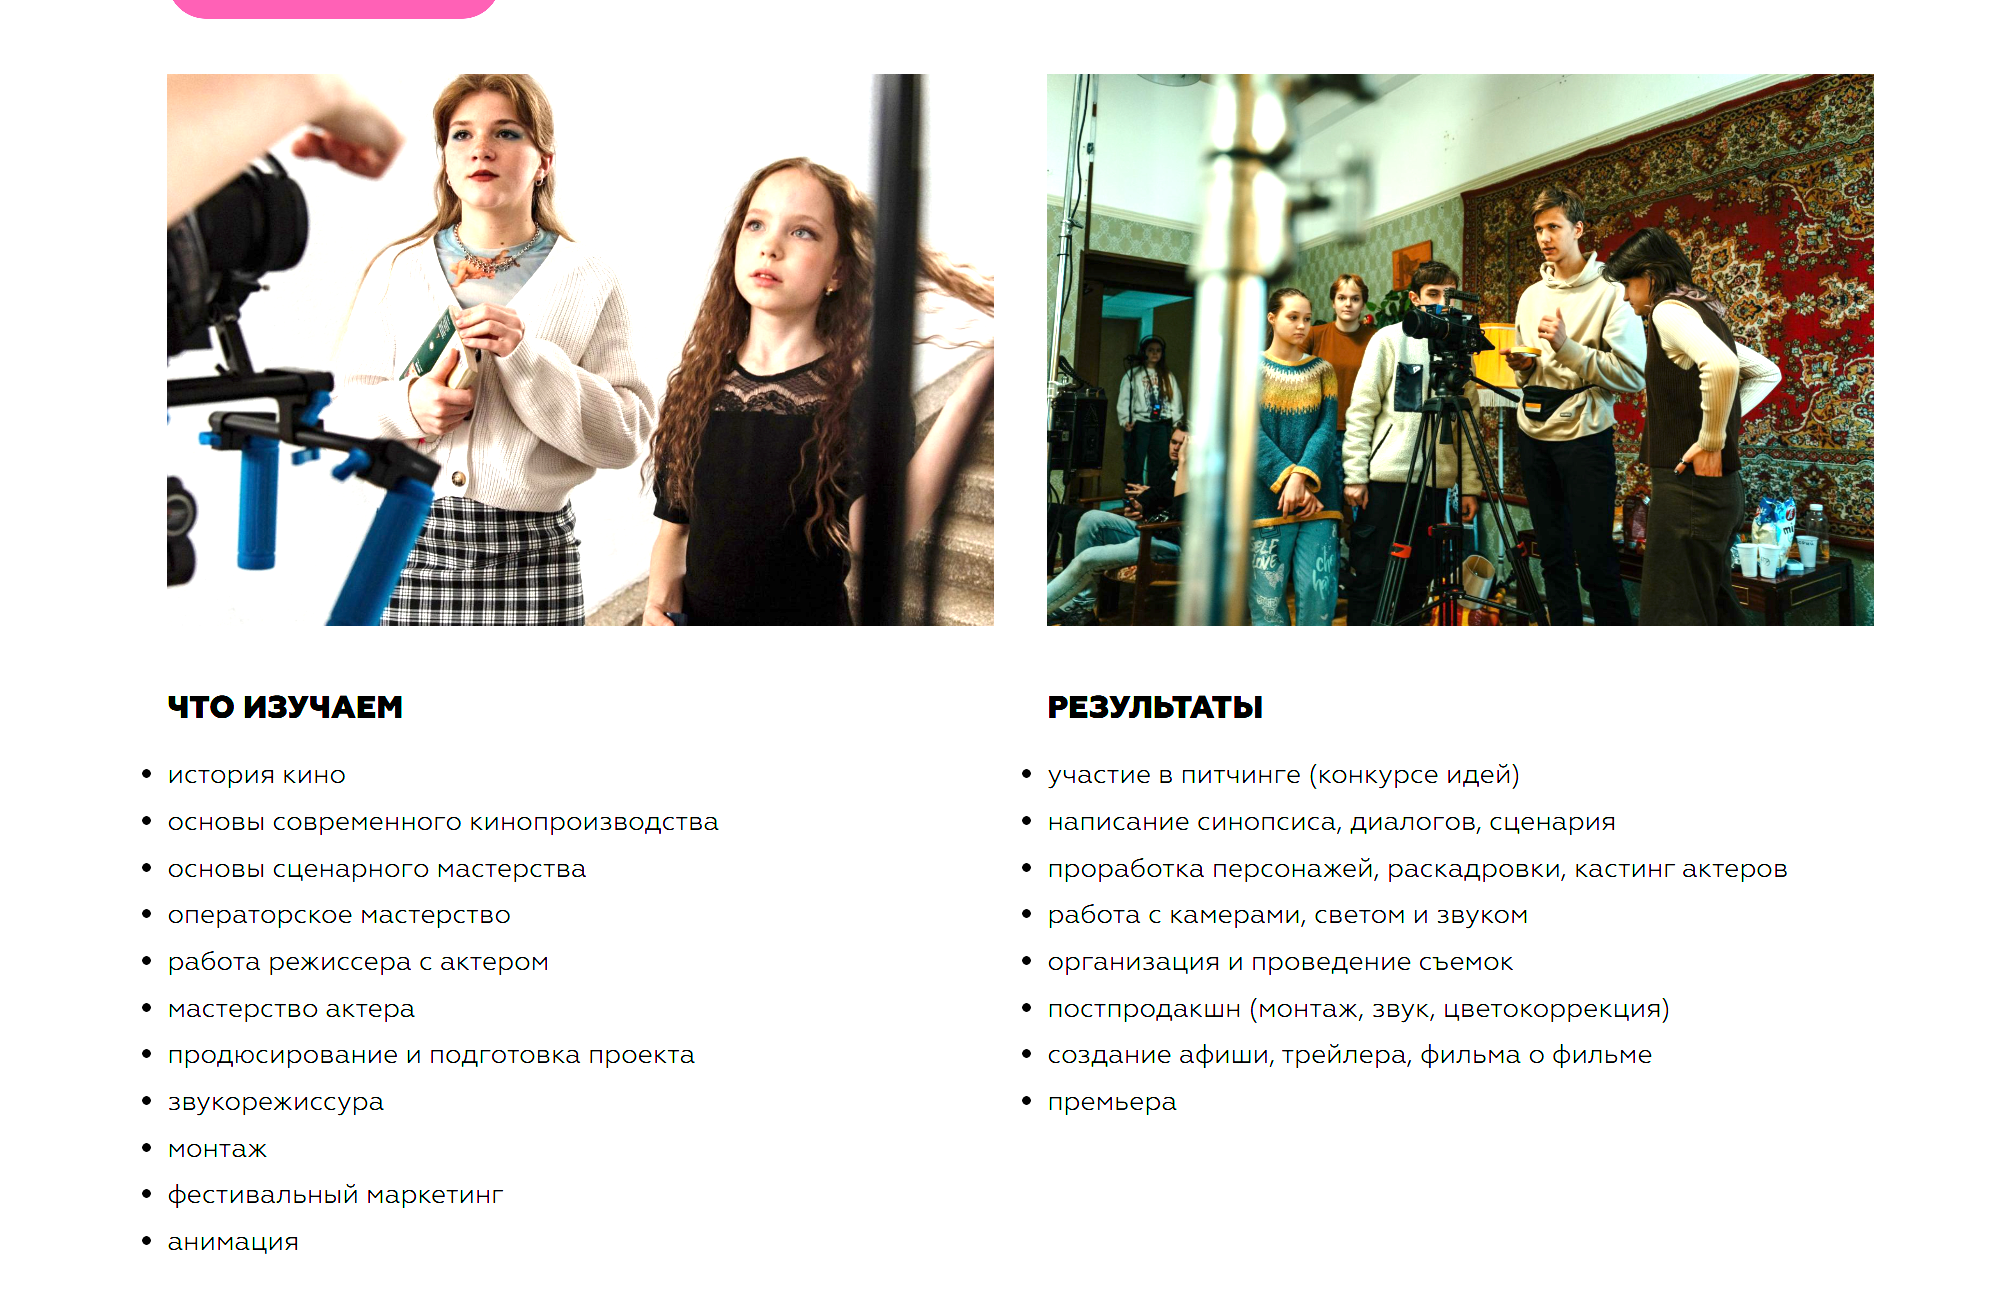 ЧТО ИЗУЧАЕМ
• история кино
• основы современного кинопроизводства
• основы сценарного мастерства
• операторское мастерство
• работа режиссера с актером
• мастерство актера
• продюсирование и подготовка проекта
• звукорежиссура
• монтаж
• фестивальный маркетинг
• анимация
РЕЗУЛЬТАТЫ
• участие в питчинге (конкурсе идей)
• написание синопсиса, диалогов, сценария
• проработка персонажей, раскадровки, кастинг актеров
• работа с камерами, светом и звуком
• организация и проведение съемок
• постпродакшн (монтаж, звук, цветокоррекция)
• создание афиши, трейлера, фильма о фильме
• премьера
SELF
LOVE